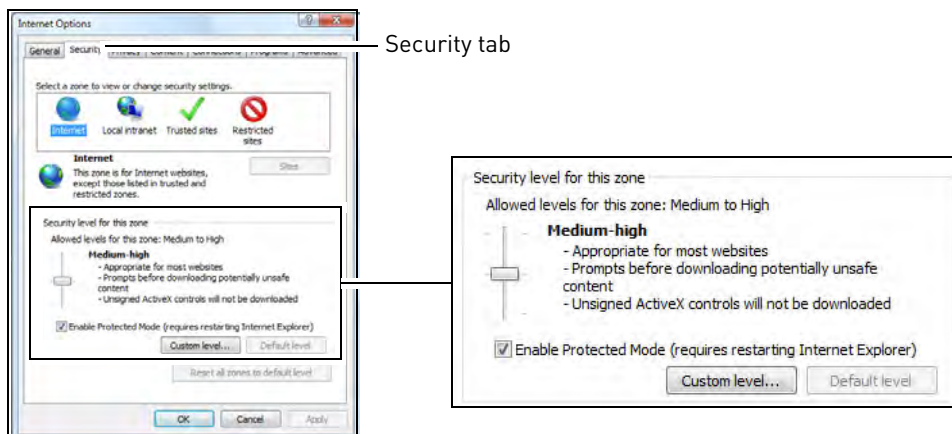 Internet Options
General Security Privacy Content Connections Programs Advanced
Security tab
Select a zone to view or change security settings.
Internet Local intranet Trusted sites Restricted sites
Internet
This zone is for Internet websites,
except those listed in trusted and
restricted zones.
Sites
Security level for this zone
Allowed levels for this zone: Medium to High
Medium-high
- Appropriate for most websites
- Prompts before downloading potentially unsafe
content
- Unsigned ActiveX controls will not be downloaded
Enable Protected Mode (requires restarting Internet Explorer)
Custom level... Default level
Reset all zones to default level
OK Cancel Apply
Security level for this zone
Allowed levels for this zone: Medium to High
Medium-high
- Appropriate for most websites
- Prompts before downloading potentially unsafe
content
- Unsigned ActiveX controls will not be downloaded
Enable Protected Mode (requires restarting Internet Explorer)
Custom level... Default level